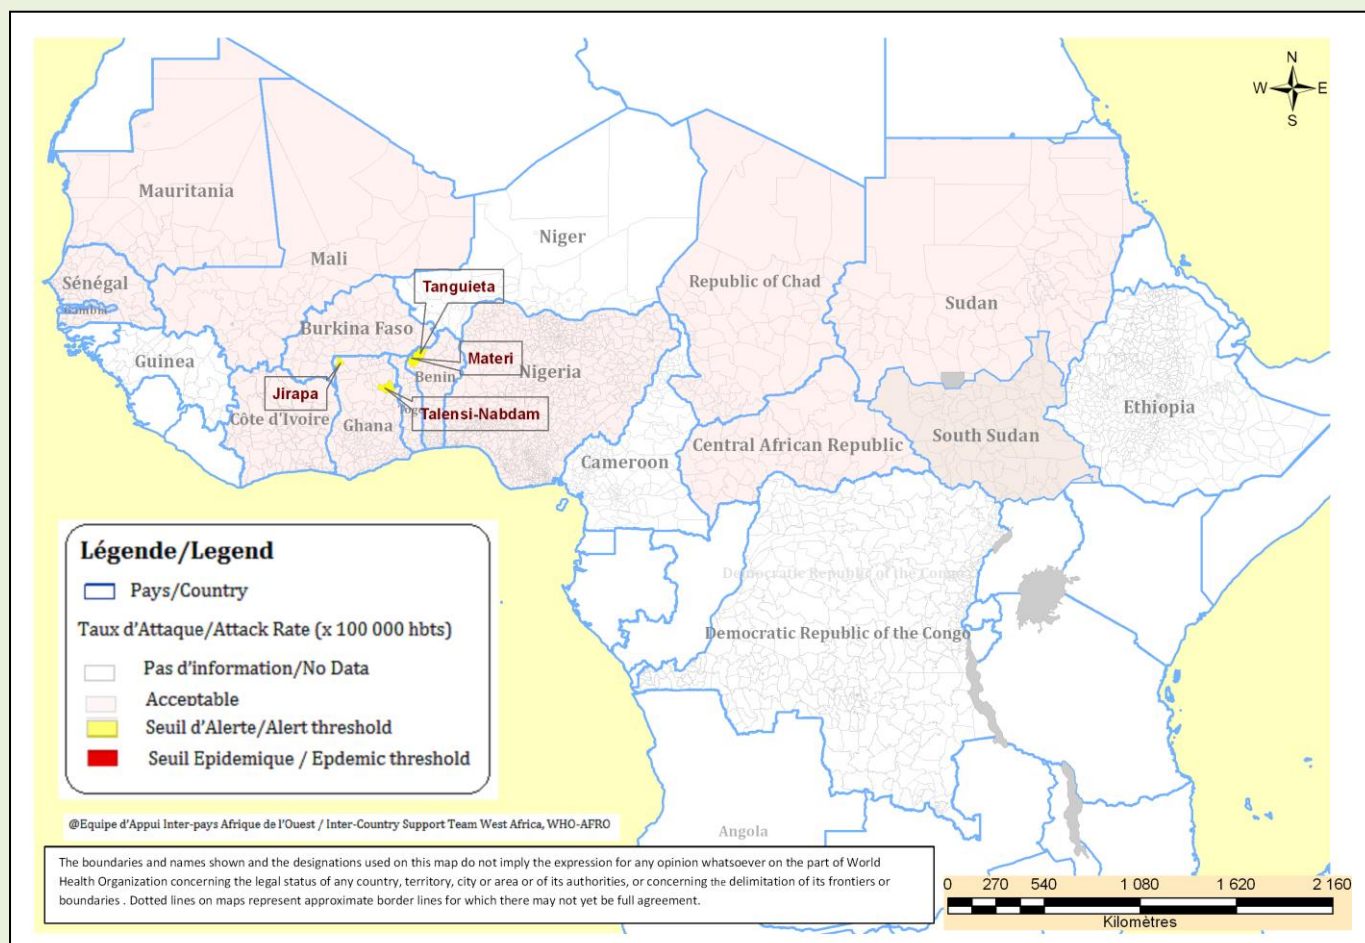 N
W E
S
Mauritania
Mali
Niger
Sénégal
Gambia
Tanguieta
Republic of Chad
Sudan
Burkina Faso
Guinea
Materi
Benin
Nigeria
Jirapa
Talensi-Nabdam
Togo
Côte d'Ivoire
Ghana
Ethiopia
South Sudan
Central African Republic
Cameroon
Democratic Republic of the Congo
Democratic Republic of the Congo
Angola
Légende/Legend
Pays/Country
Taux d'Attaque/Attack Rate (x 100 000 hbts)
Pas d'information/No Data
Acceptable
Seuil d'Alerte/Alert threshold
Seuil Epidemique / Epdemic threshold
@Equipe d'Appui Inter-pays Afrique de l'Ouest / Inter-Country Support Team West Africa, WHO-AFRO
The boundaries and names shown and the designations used on this map do not imply the expression for any opinion whatsoever on the part of World
Health Organization concerning the legal status of any country, territory, city or area or of its authorities, or concerning the delimitation of its frontiers or
boundaries . Dotted lines on maps represent approximate border lines for which there may not yet be full agreement.
0 270 540 1 080 1 620 2 160
Kilomètres